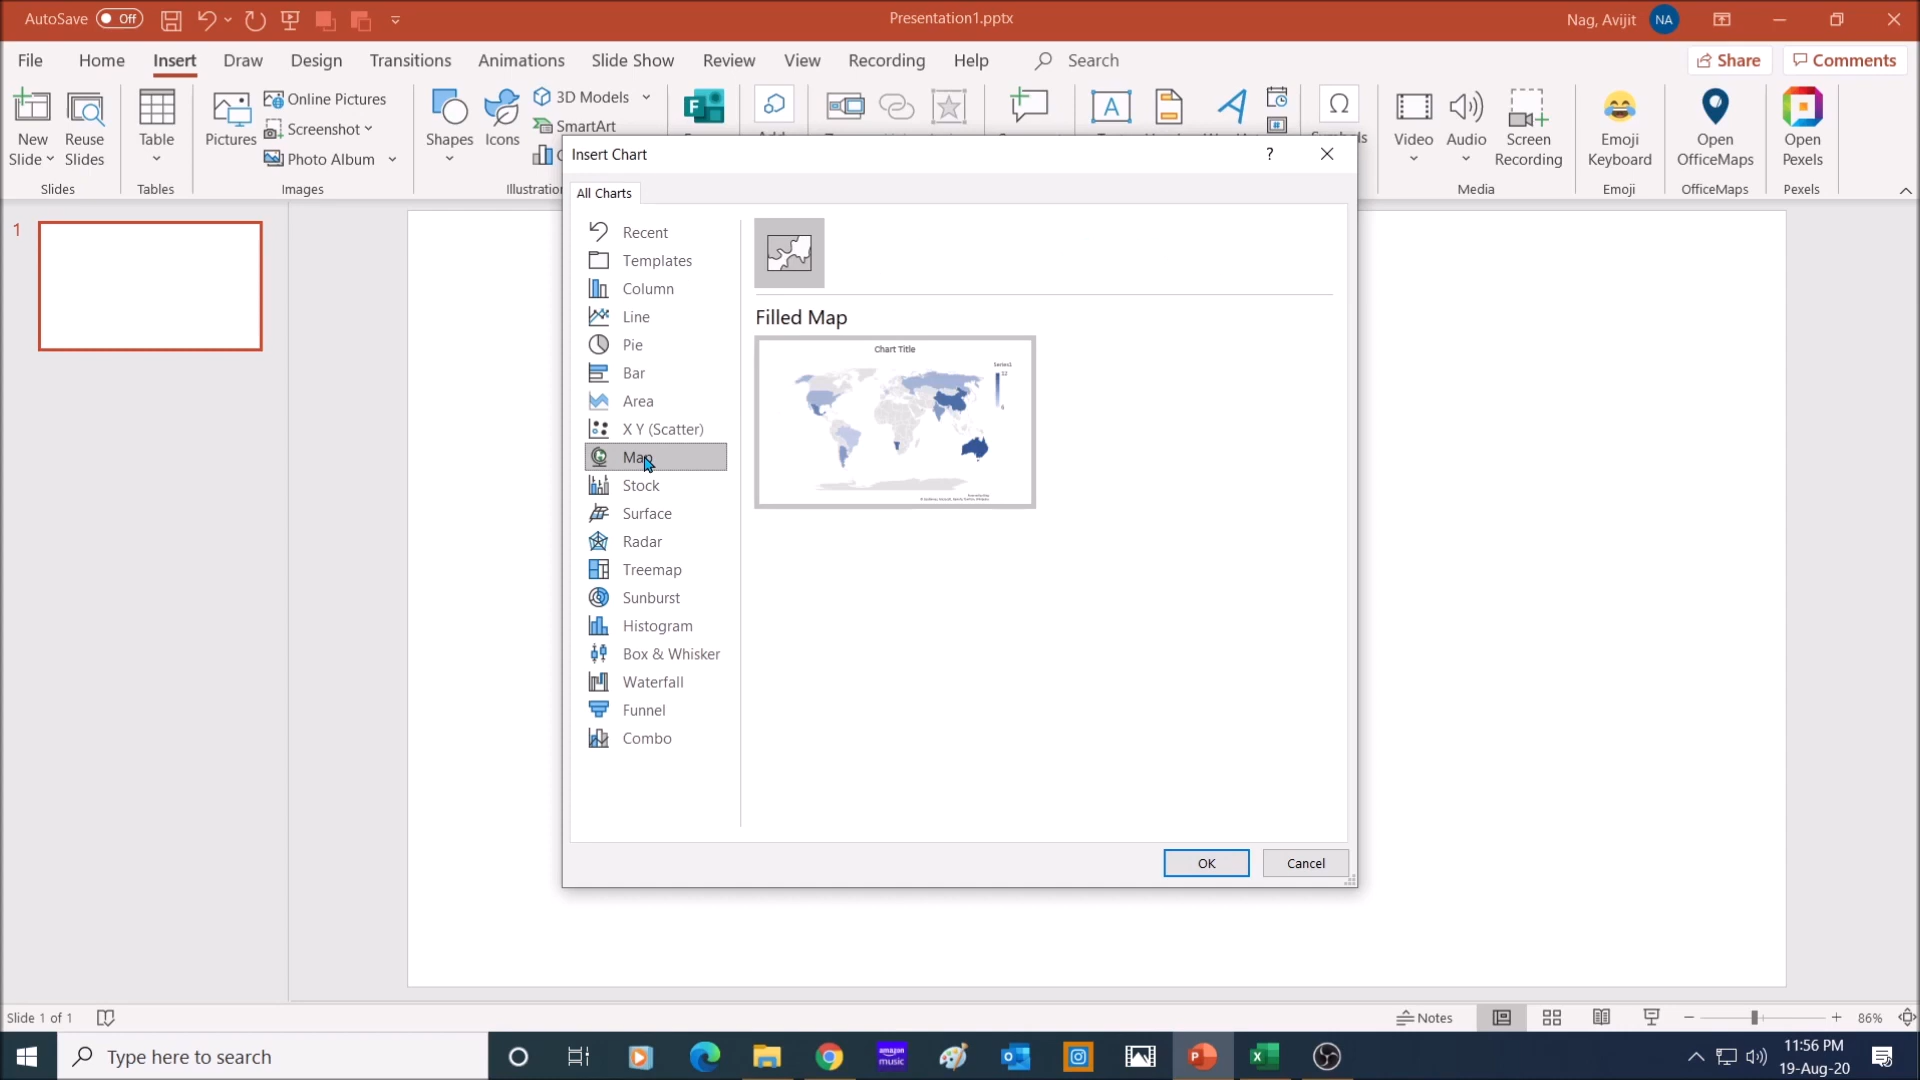 AutoSave Off Presentation1.pptx Nag, Avijit NA
File Home Insert Draw Design Transitions Animations Slide Show Review View Recording Help Search Share Comments
New Slide
Reuse Slides
Slides
Table
Tables
Pictures
Online Pictures
Screenshot
Photo Album
Images
Shapes
Icons
3D Models
SmartArt
Video
Audio
Screen Recording
Media
Emoji Keyboard
Emoji
Open OfficeMaps
OfficeMaps
Open Pexels
Pexels
1
Insert Chart ?
All Charts
Recent
Templates
Column
Line
Pie
Bar
Area
X Y (Scatter)
Map
Stock
Surface
Radar
Treemap
Sunburst
Histogram
Box & Whisker
Waterfall
Funnel
Combo
Filled Map
Chart Title
Series1
12
OK Cancel
Slide 1 of 1 Notes 86%
Type here to search
amazon music
11:56 PM
19-Aug-20